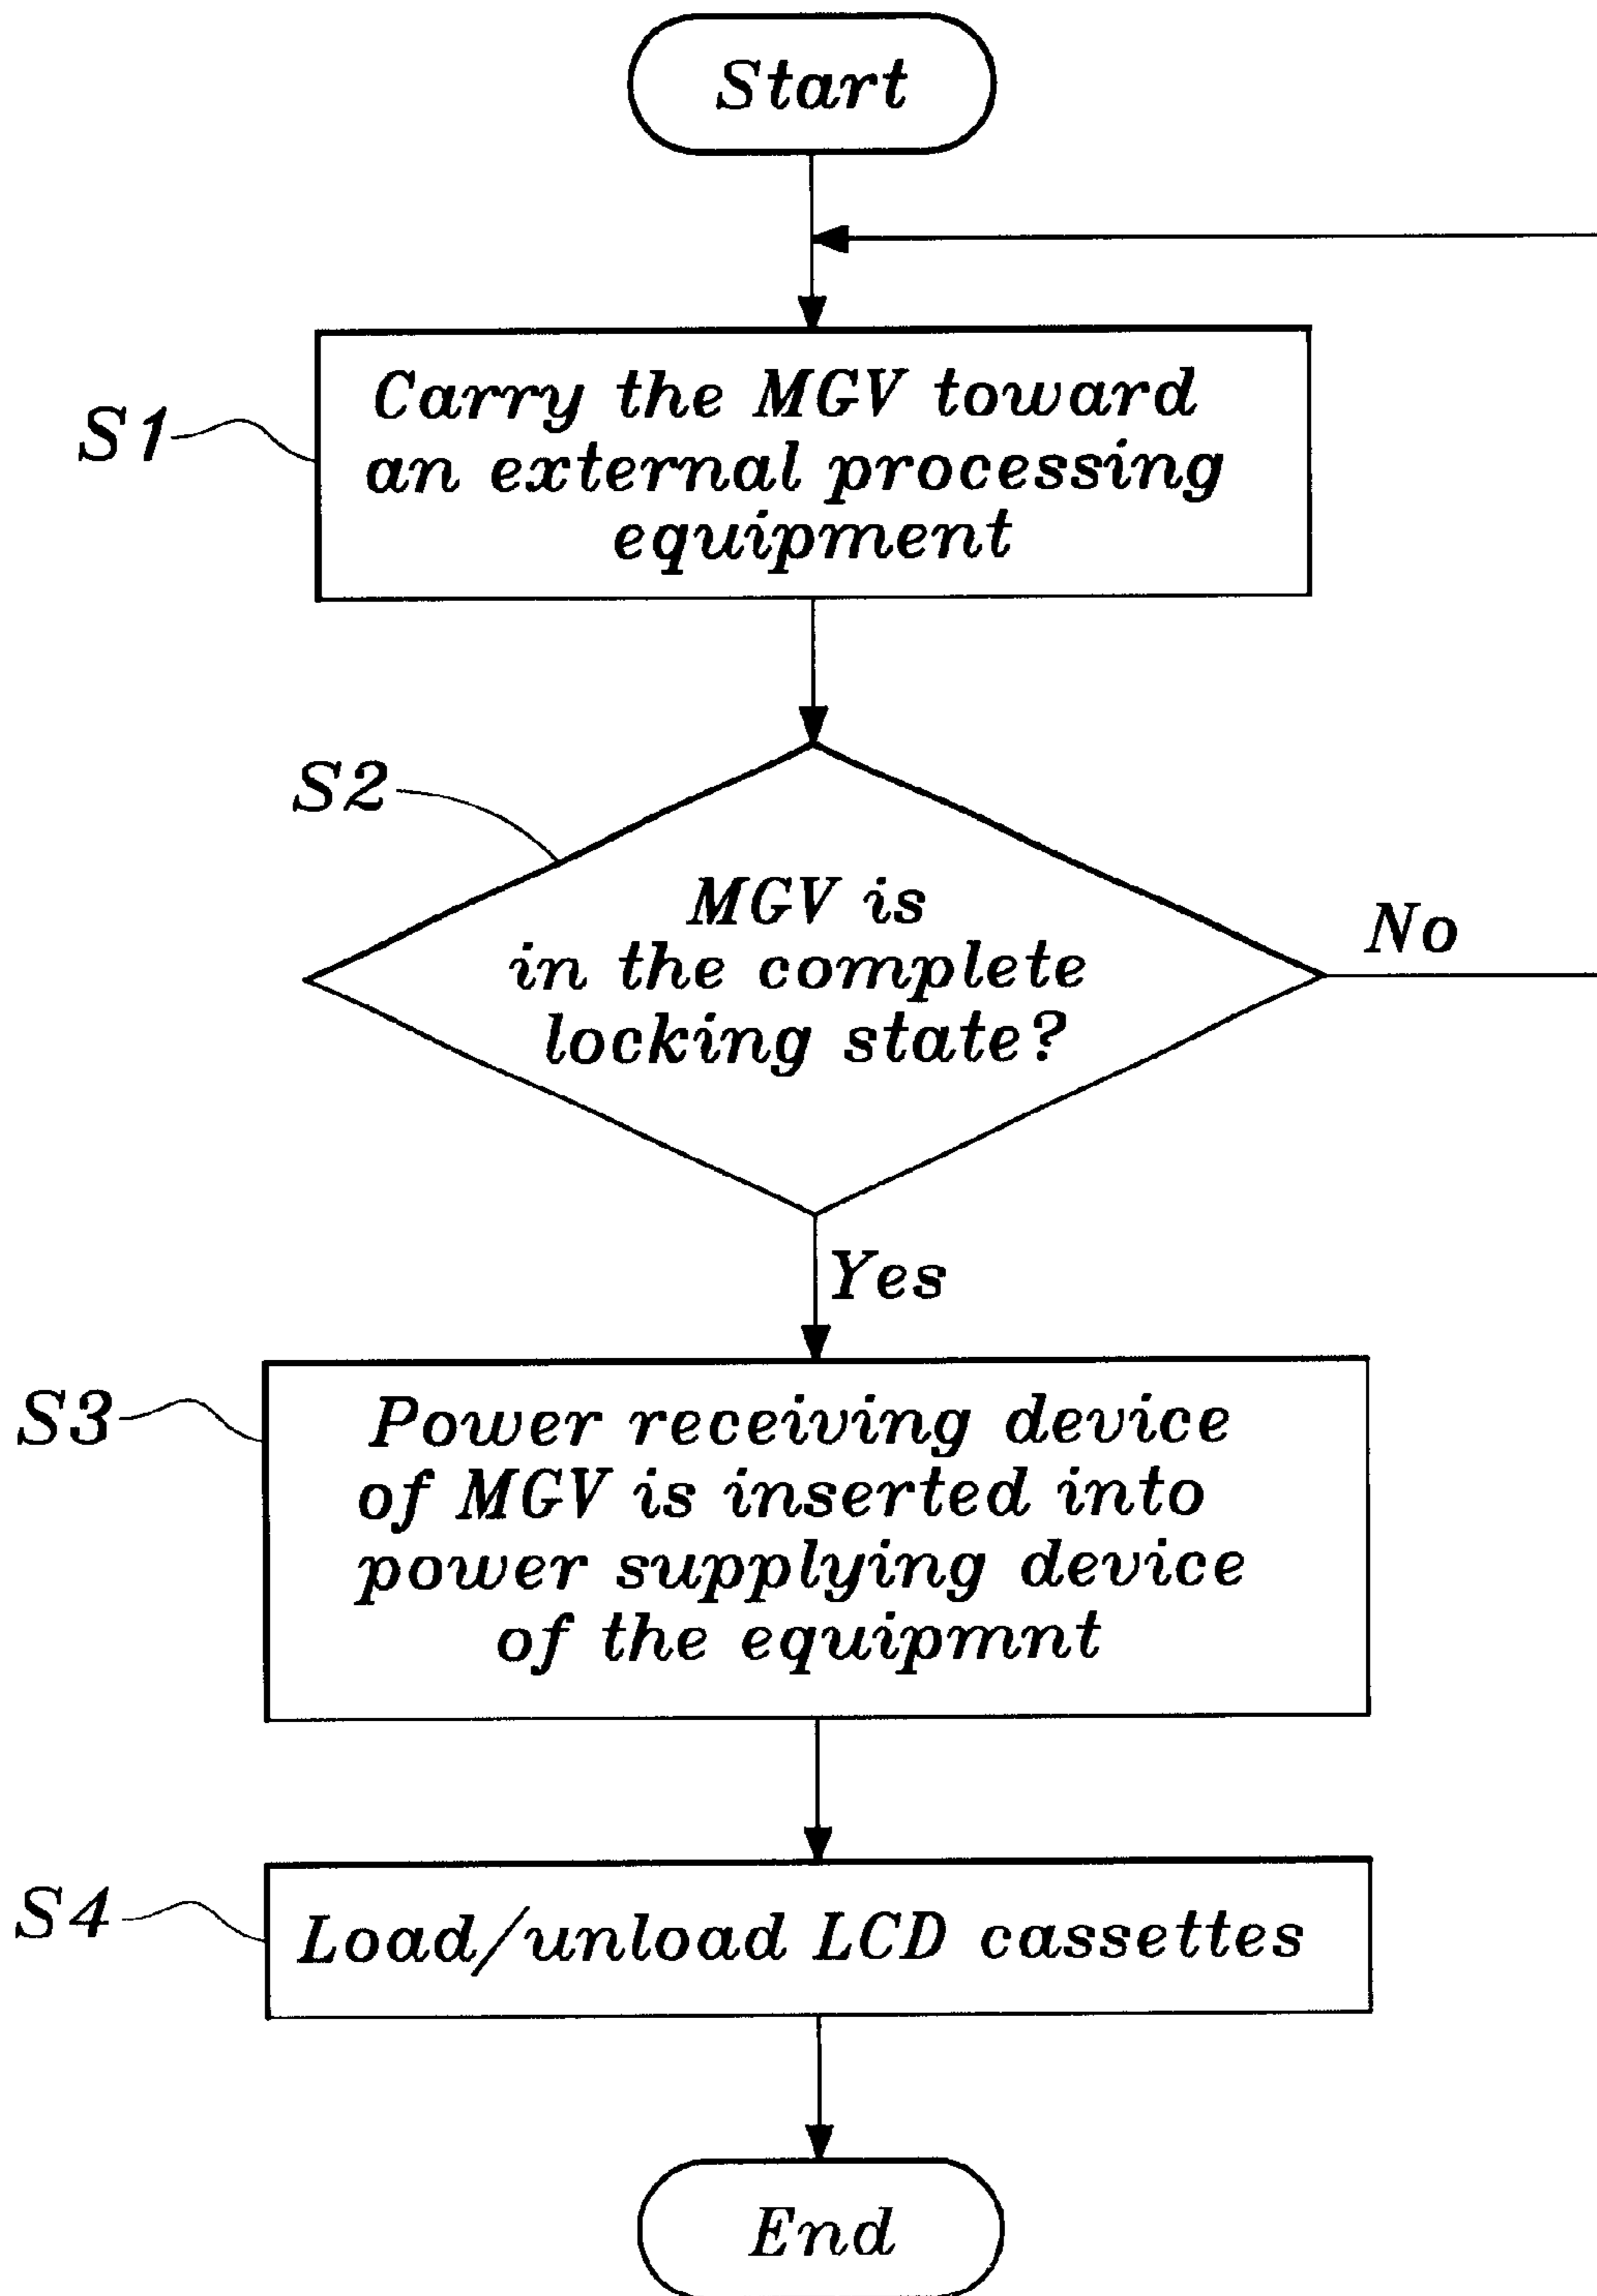 Start
S1
Carry the MGV toward
an external processing
equipment
S2
MGV is
in the complete
locking state?
No
Yes
S3
Power receiving device
of MGV is inserted into
power supplying device
of the equipmnt
S4
Load/unload LCD cassettes
End